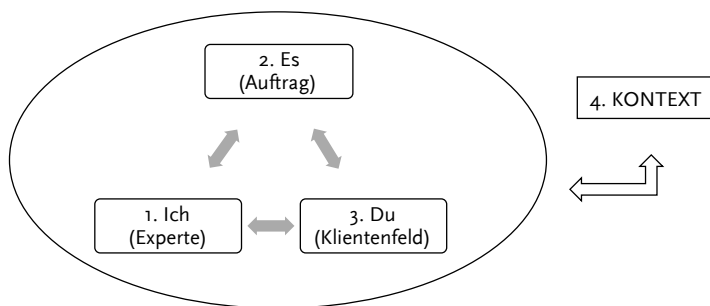 2. Es
(Auftrag)
4. KONTEXT
1. Ich
(Experte)
3. Du
(Klientenfeld)